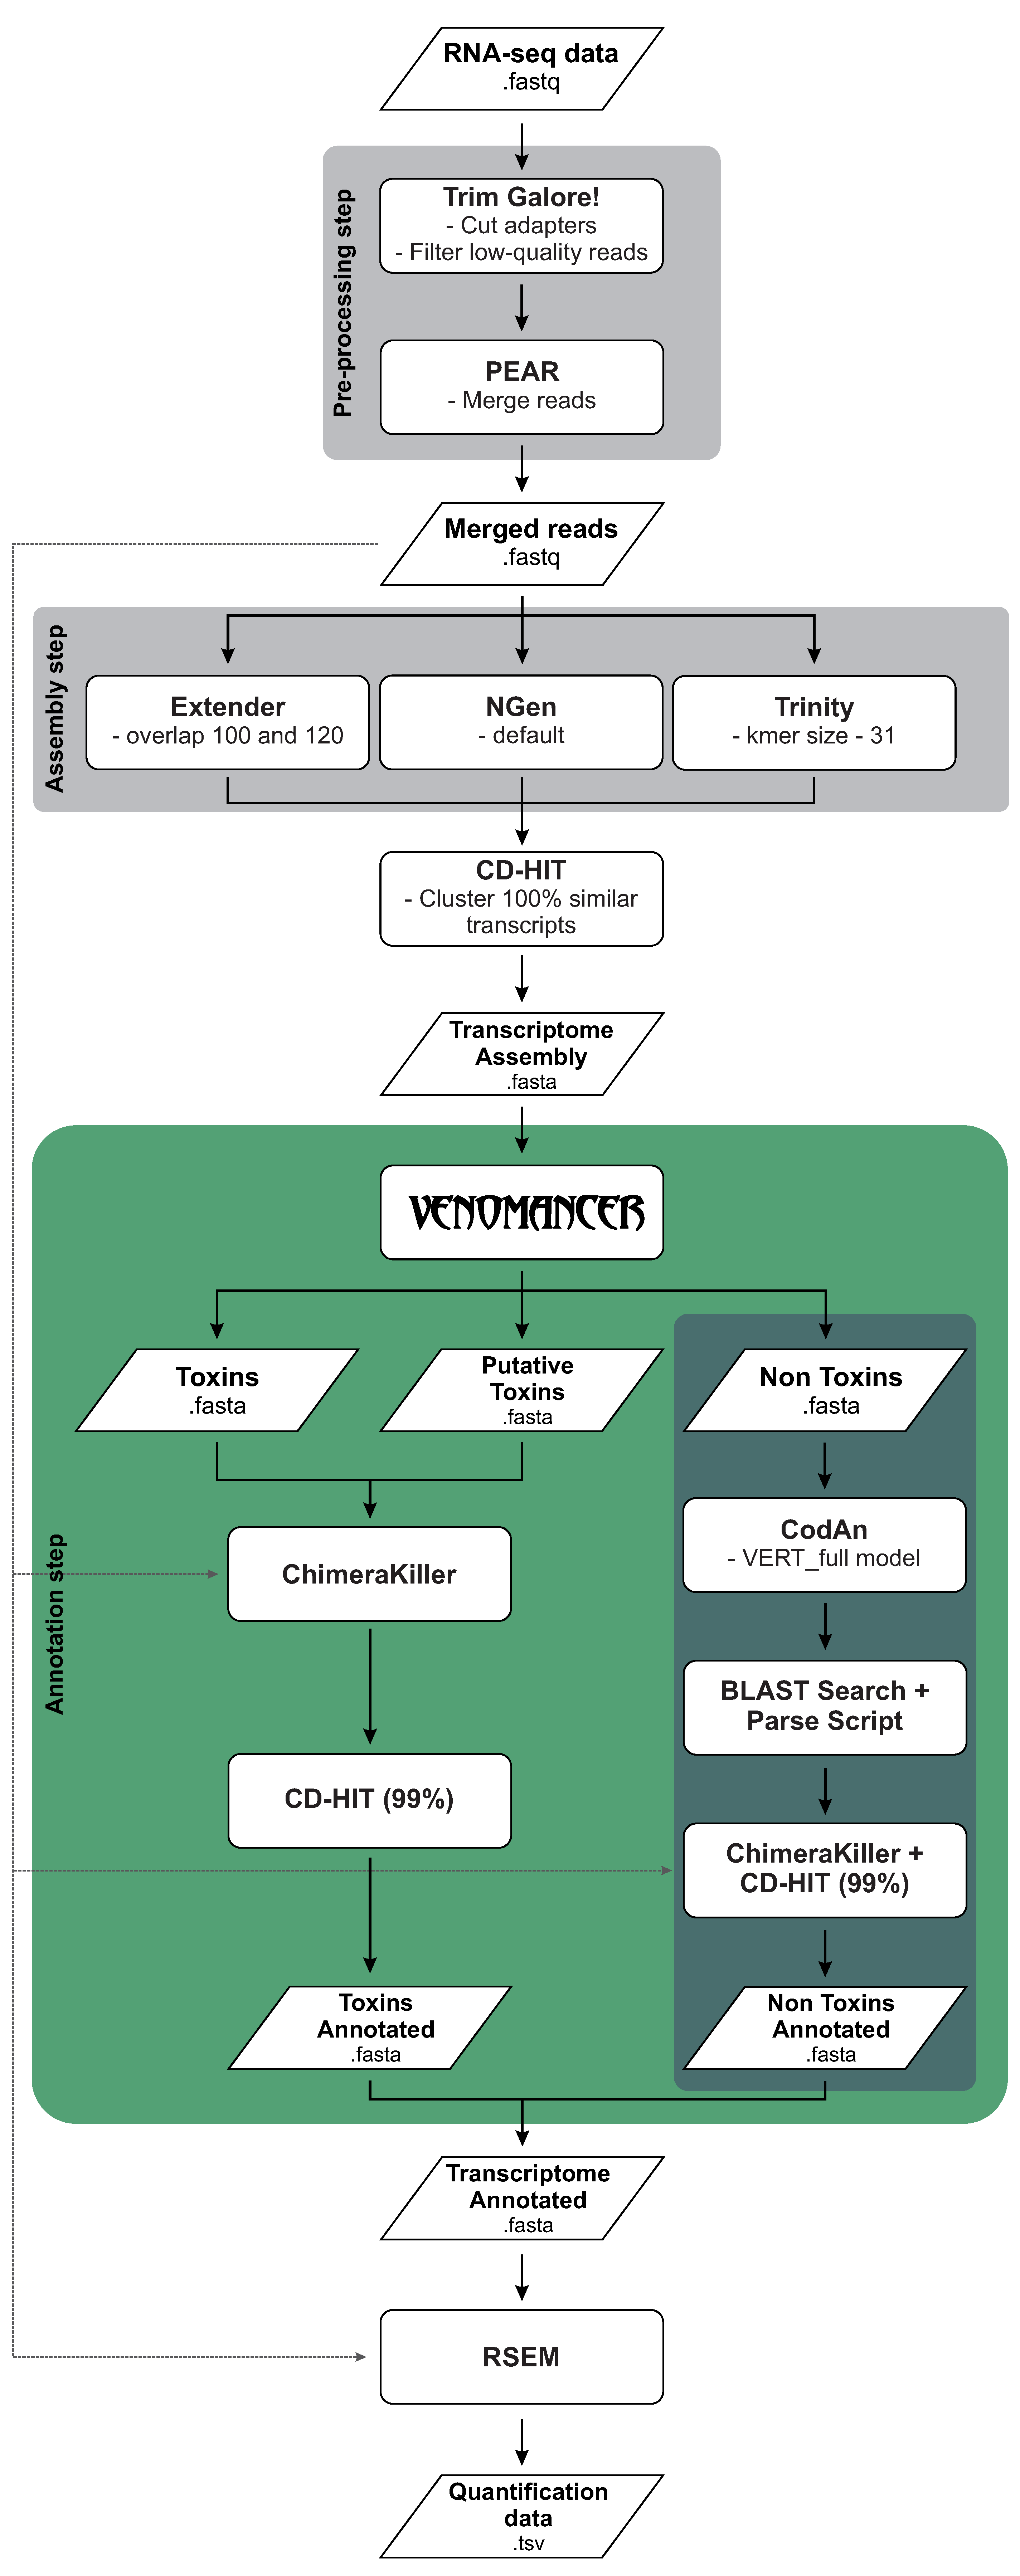 RNA-seq data
.fastq
Pre-processing step
Trim Galore!
- Cut adapters
- Filter low-quality reads
PEAR
- Merge reads
Merged reads
.fastq
Assembly step
Extender
- overlap 100 and 120
NGen
- default
Trinity
- kmer size - 31
CD-HIT
- Cluster 100% similar
transcripts
Transcriptome
Assembly
.fasta
Annotation step
VENOMANCER
Toxins
.fasta
Putative
Toxins
.fasta
Non Toxins
.fasta
ChimeraKiller
CD-HIT (99%)
CodAn
- VERT_full model
BLAST Search +
Parse Script
ChimeraKiller +
CD-HIT (99%)
Toxins
Annotated
.fasta
Non Toxins
Annotated
.fasta
Transcriptome
Annotated
.fasta
RSEM
Quantification
data
.tsv